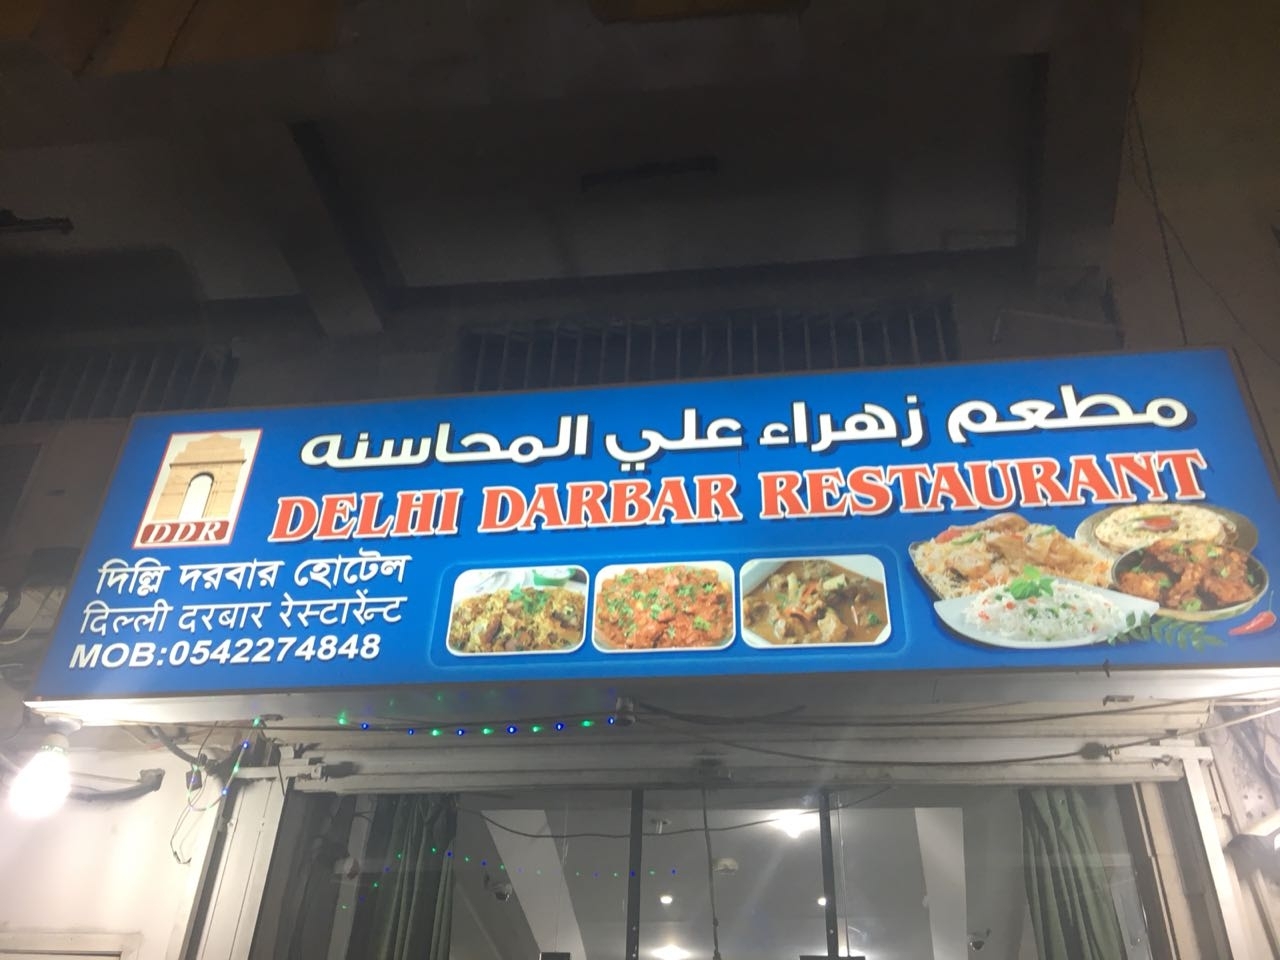 مطعم زهراء علي المحاسنه
DELHI DARBAR RESTAURANT
DDR
দিল্লি দরবার হোটেল
दिल्ली दरबार रेस्टारेंन्ट
MOB:0542274848